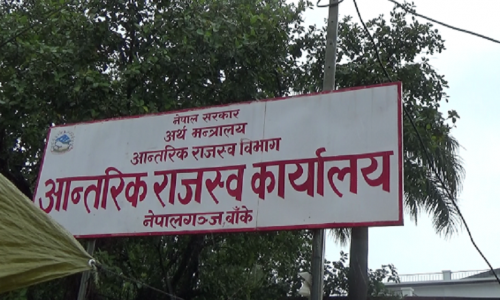 नेपाल सरकार
अर्थ मन्त्रालय
आन्तरिक राजस्व विभाग
आन्तरिक राजस्व कार्यालय
नेपालगञ्ज, बाँके